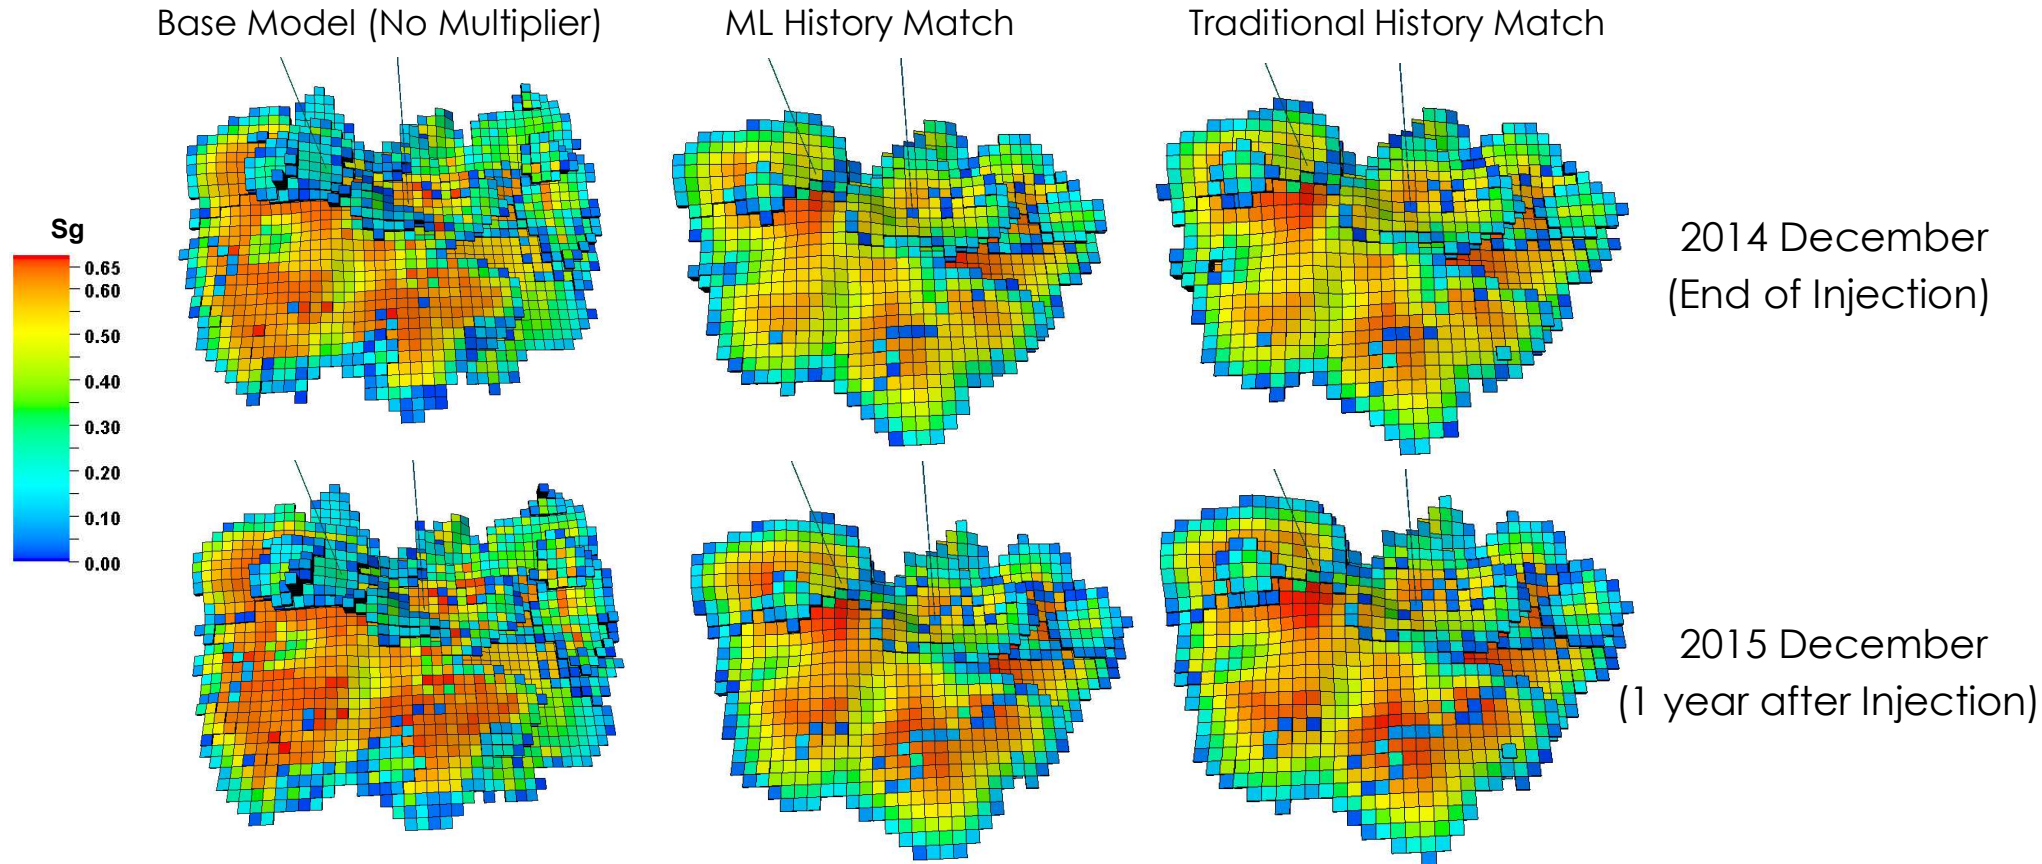 Base Model (No Multiplier)
ML History Match
Traditional History Match
Sg
0.65
0.60
0.50
0.40
0.30
0.20
0.10
0.00
2014 December
(End of Injection)
2015 December
(1 year after Injection)